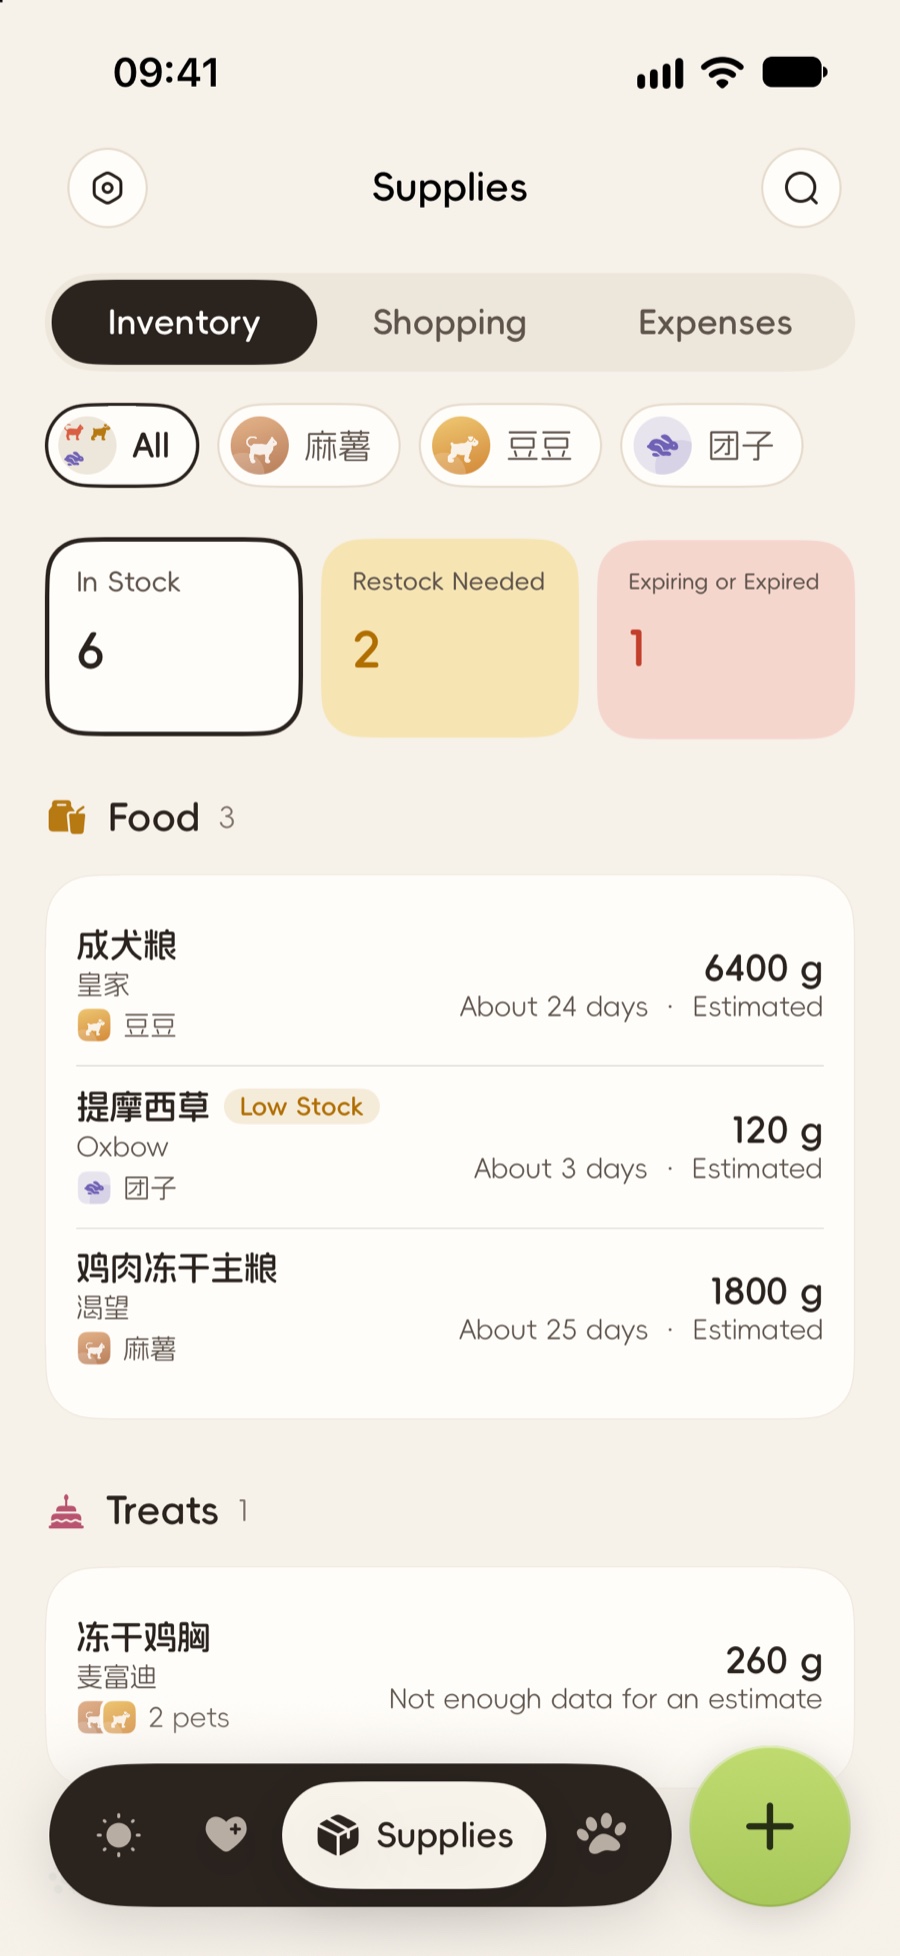 09:41
Supplies
Inventory
Shopping
Expenses
All
麻薯
豆豆
团子
In Stock
6
Restock Needed
2
Expiring or Expired
1
Food 3
成犬粮
皇家
豆豆
6400 g
About 24 days · Estimated
提摩西草 Low Stock
Oxbow
团子
120 g
About 3 days · Estimated
鸡肉冻干主粮
渴望
麻薯
1800 g
About 25 days · Estimated
Treats 1
冻干鸡胸
麦富迪
2 pets
260 g
Not enough data for an estimate
Supplies